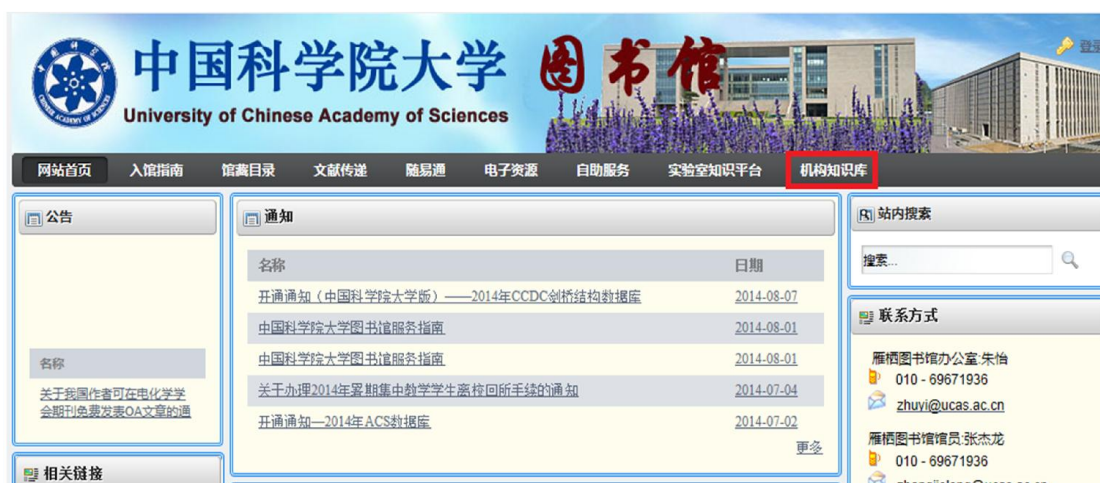 中国科学院大学 图书馆
University of Chinese Academy of Sciences
登录
网站首页 入馆指南 馆藏目录 文献传递 随易通 电子资源 自助服务 实验室知识平台 机构知识库
公告
名称
关于我国作者可在电化学学
会期刊免费发表OA文章的通
相关链接
通知
名称 日期
开通通知（中国科学院大学版）——2014年CCDC剑桥结构数据库 2014-08-07
中国科学院大学图书馆服务指南 2014-08-01
中国科学院大学图书馆服务指南 2014-08-01
关于办理2014年暑期集中教学学生离校回所手续的通知 2014-07-04
开通通知—2014年ACS数据库 2014-07-02
更多
站内搜索
搜索...
联系方式
雁栖图书馆办公室:朱怡
010 - 69671936
zhuyi@ucas.ac.cn
雁栖图书馆馆员:张杰龙
010 - 69671936